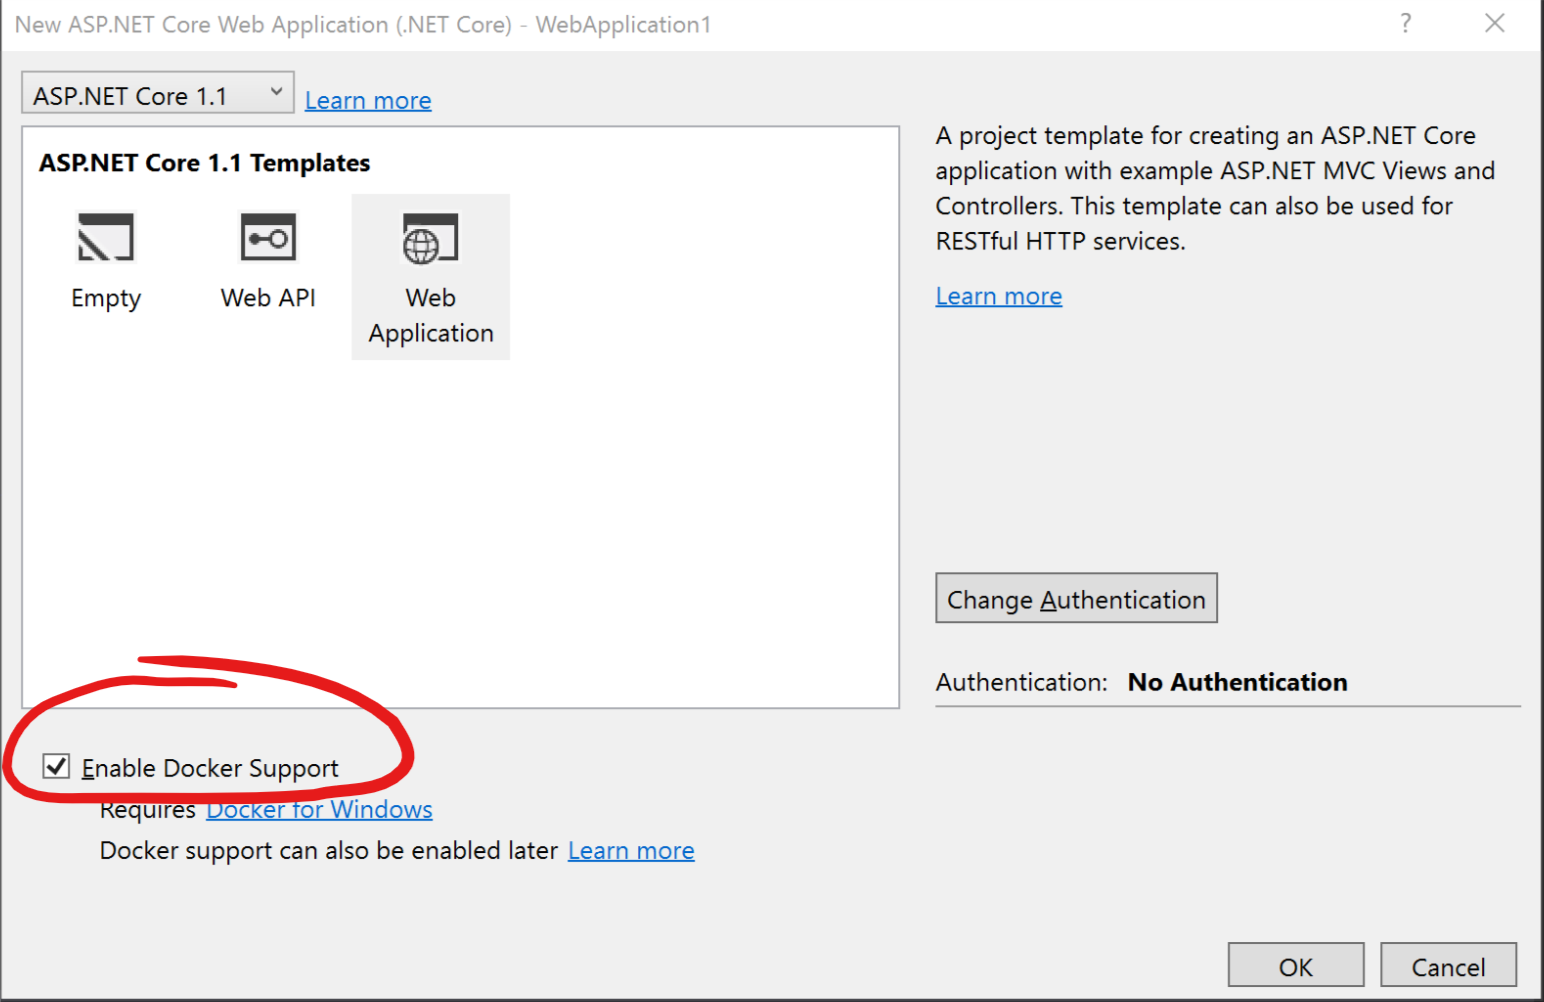 New ASP.NET Core Web Application (.NET Core) - WebApplication1
?
ASP.NET Core 1.1
Learn more
ASP.NET Core 1.1 Templates
Empty
Web API
Web
Application
A project template for creating an ASP.NET Core
application with example ASP.NET MVC Views and
Controllers. This template can also be used for
RESTful HTTP services.
Learn more
Change Authentication
Authentication: No Authentication
Enable Docker Support
Requires Docker for Windows
Docker support can also be enabled later Learn more
OK
Cancel